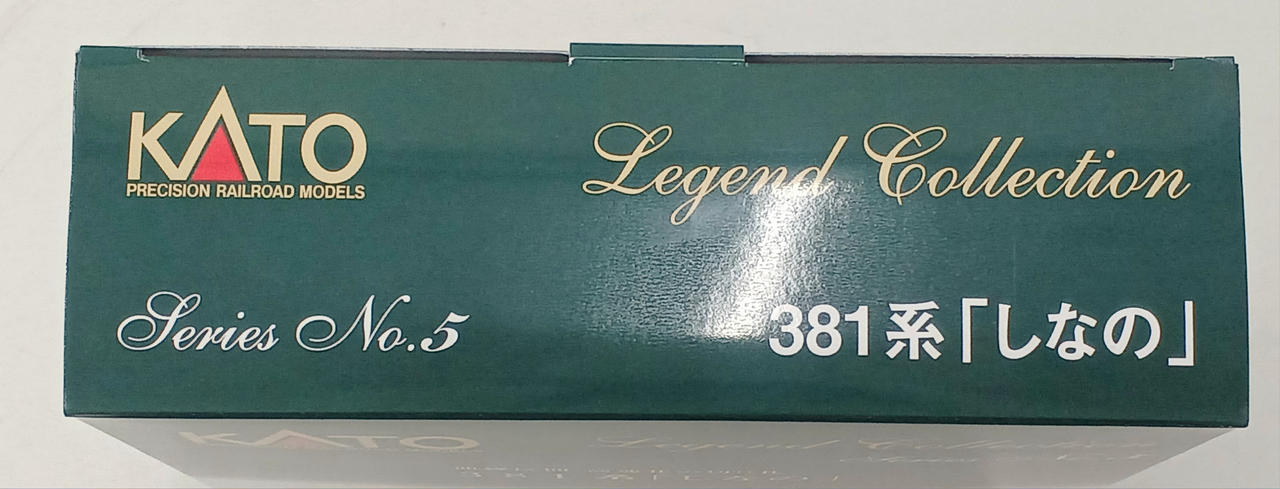 KATO
PRECISION RAILROAD MODELS
Legend Collection
Series No.5
381系「しなの」